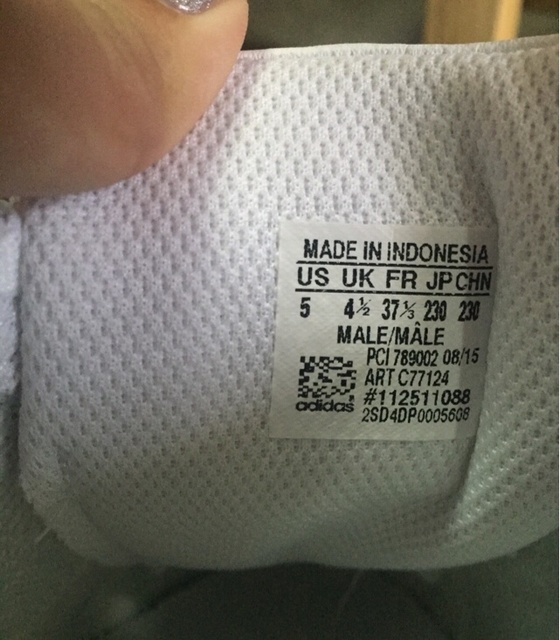 MADE IN INDONESIA
US UK FR JP CHN
5 4½ 37⅓ 230 230
MALE/MÂLE
PCI 789002 08/15
ART C77124
#112511088
adidas
2SD4DP0005608